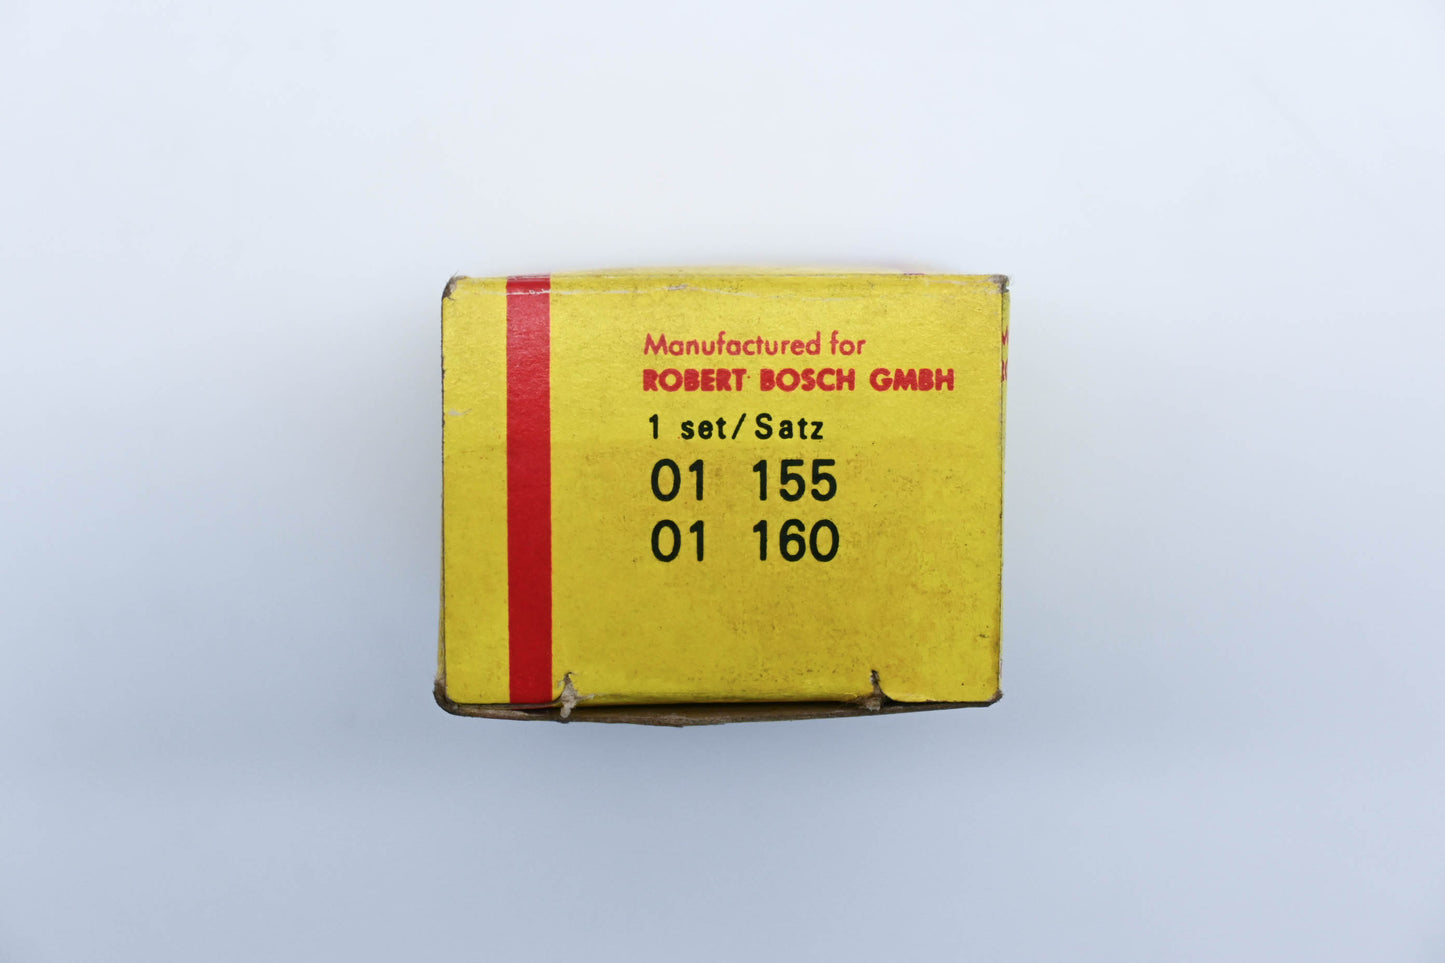 Manufactured for
ROBERT BOSCH GMBH
1 set/Satz
01 155
01 160